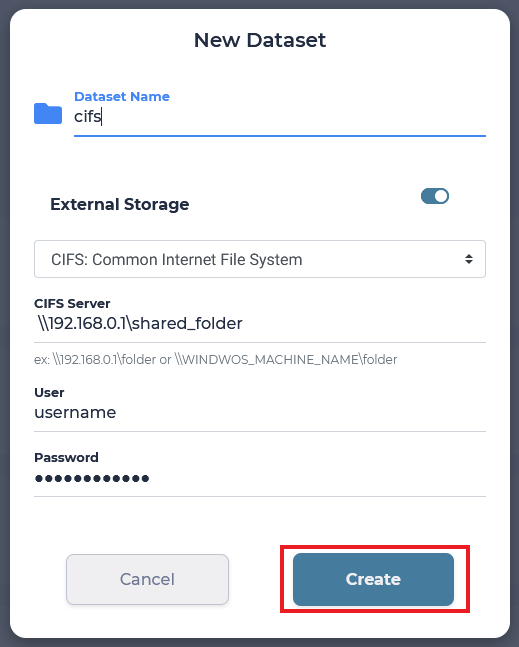 New Dataset
Dataset Name
cifs
External Storage
CIFS: Common Internet File System
CIFS Server
\\192.168.0.1\shared_folder
ex: \\192.168.0.1\folder or \\WINDWOS_MACHINE_NAME\folder
User
username
Password
●●●●●●●●●●●●
Cancel
Create